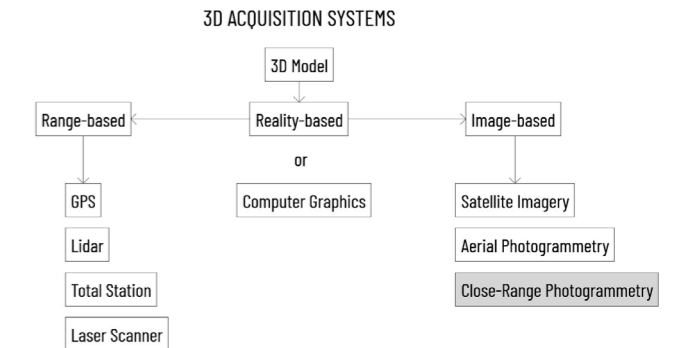 3D ACQUISITION SYSTEMS
3D Model
Range-based
Reality-based
Image-based
or
Computer Graphics
GPS
Lidar
Total Station
Laser Scanner
Satellite Imagery
Aerial Photogrammetry
Close-Range Photogrammetry